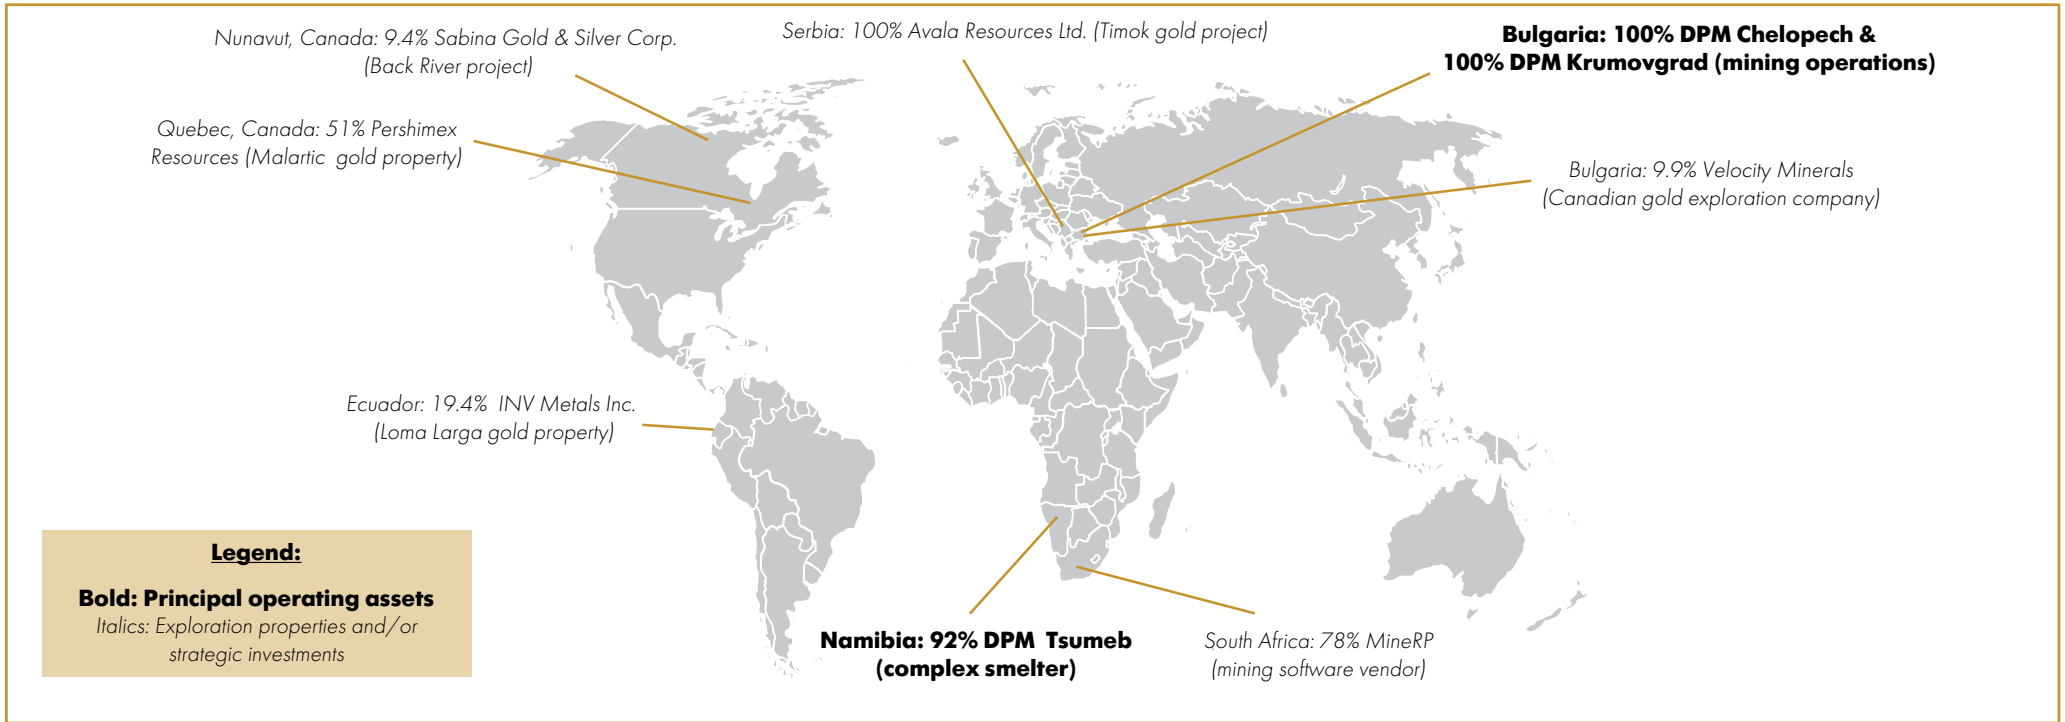 Nunavut, Canada: 9.4% Sabina Gold & Silver Corp.
(Back River project)
Serbia: 100% Avala Resources Ltd. (Timok gold project)
Bulgaria: 100% DPM Chelopech &
100% DPM Krumovgrad (mining operations)
Quebec, Canada: 51% Pershimex
Resources (Malartic gold property)
Bulgaria: 9.9% Velocity Minerals
(Canadian gold exploration company)
Ecuador: 19.4% INV Metals Inc.
(Loma Larga gold property)
Legend:
Bold: Principal operating assets
Italics: Exploration properties and/or
strategic investments
Namibia: 92% DPM Tsumeb
(complex smelter)
South Africa: 78% MineRP
(mining software vendor)